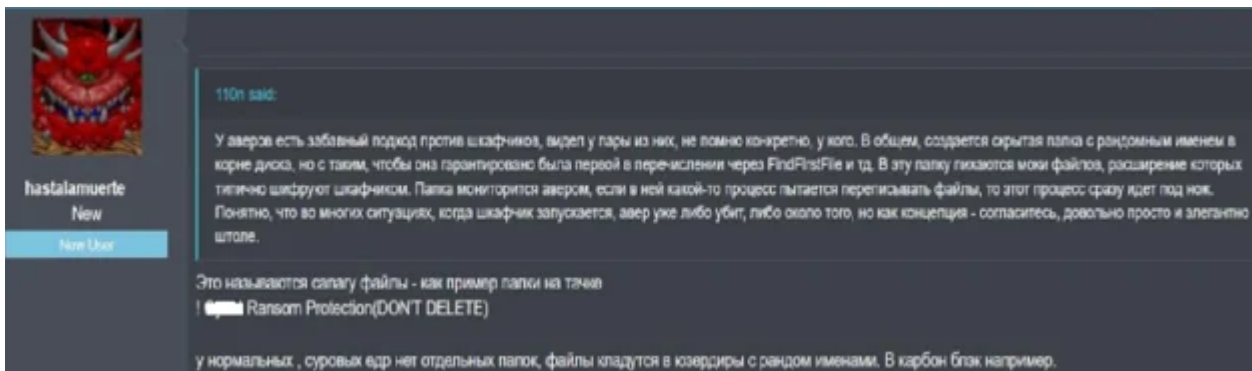 110n said:
У аверов есть забавный подход против шкафчиков, видел у пары из них, не помню конкретно, у кого. В общем, создается скрытая папка с рандомным именем в
корне диска, но с таким, чтобы она гарантировано была первой в перечислении через FindFirstFile и тд. В эту папку пихаются моки файлов, расширение которых
типично шифруют шкафчиком. Папка мониторится авером, если в ней какой-то процесс пытается переписывать файлы, то этот процесс сразу идет под нож.
Понятно, что во многих ситуациях, когда шкафчик запускается, авер уже либо убит, либо около того, но как концепция - согласитесь, довольно просто и элегантно
штоле.
hastalamuerte
New
New User
Это называются canary файлы - как пример папки на тачке
! Ransom Protection(DON'T DELETE)
у нормальных , суровых едр нет отдельных папок, файлы кладутся в юзердиры с рандом именами. В карбон блэк например.